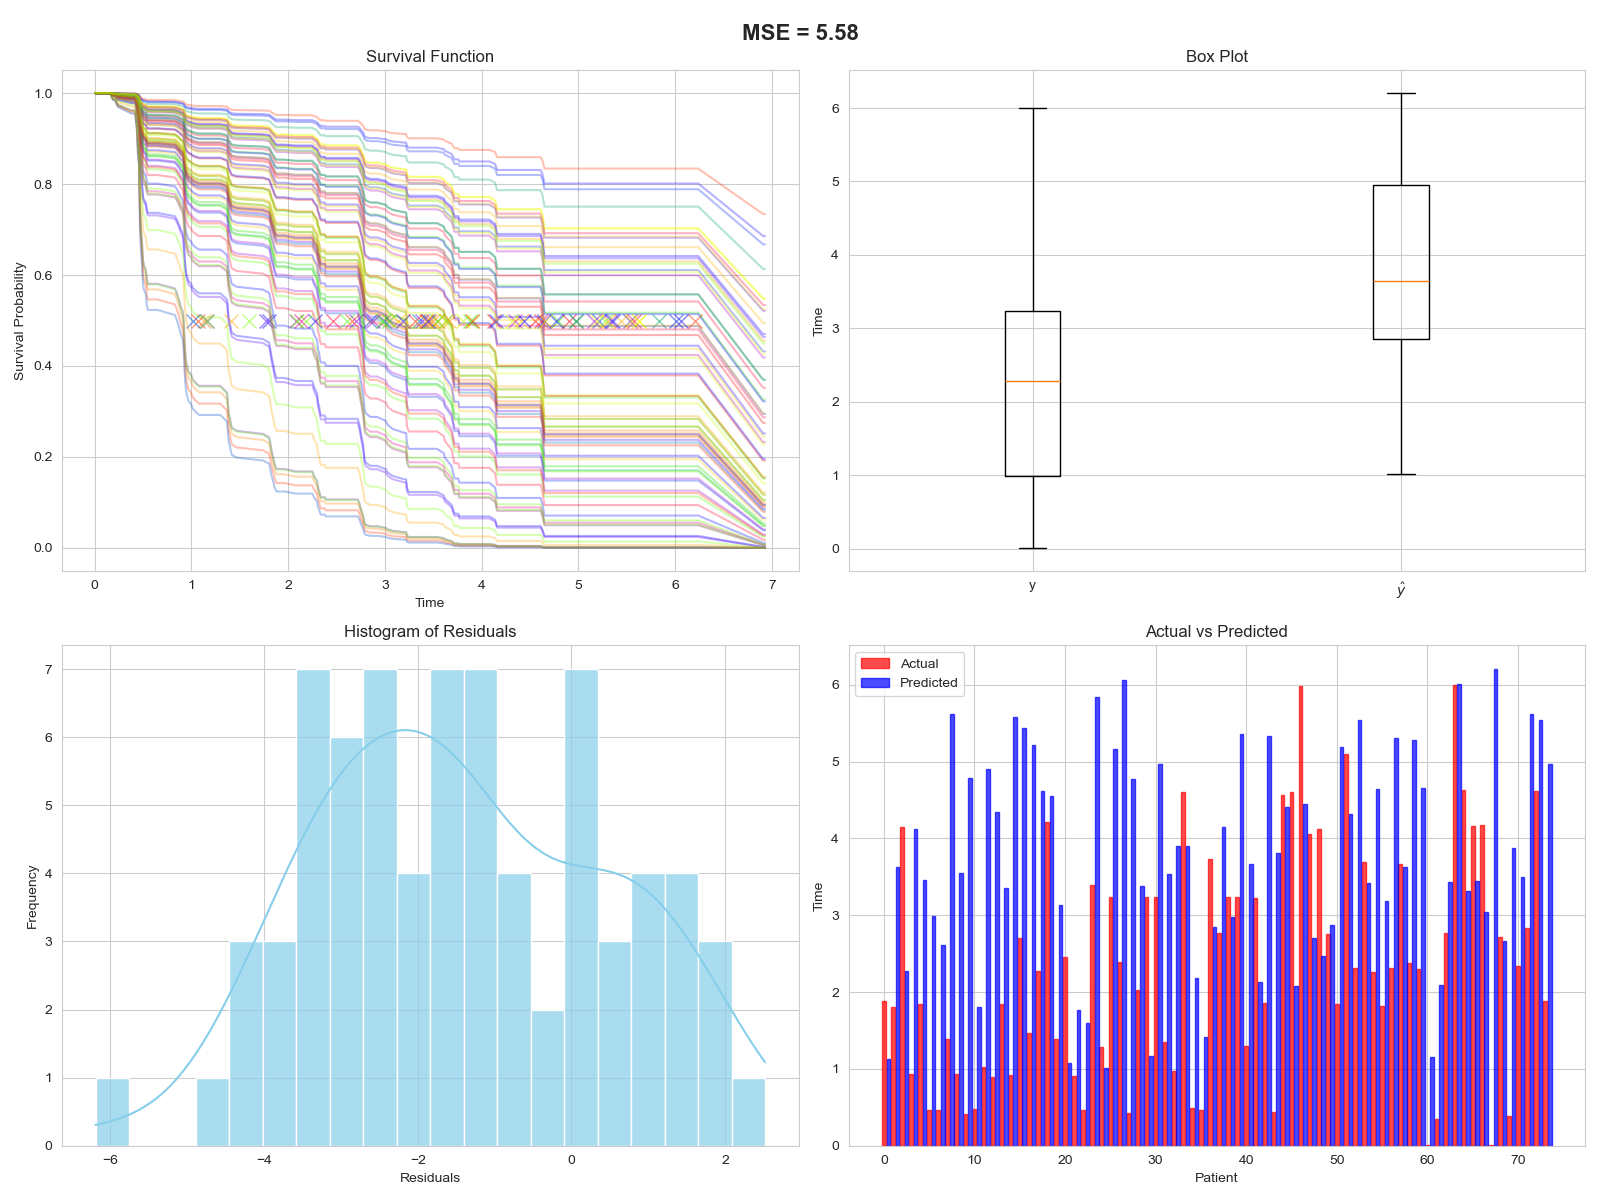 MSE = 5.58
Survival Function
Survival Probability
1.0
0.8
0.6
0.4
0.2
0.0
0 1 2 3 4 5 6 7
Time
Box Plot
Time
6
5
4
3
2
1
0
y ŷ
Histogram of Residuals
Frequency
7
6
5
4
3
2
1
0
−6 −4 −2 0 2
Residuals
Actual vs Predicted
Actual
Predicted
Time
6
5
4
3
2
1
0
0 10 20 30 40 50 60 70
Patient